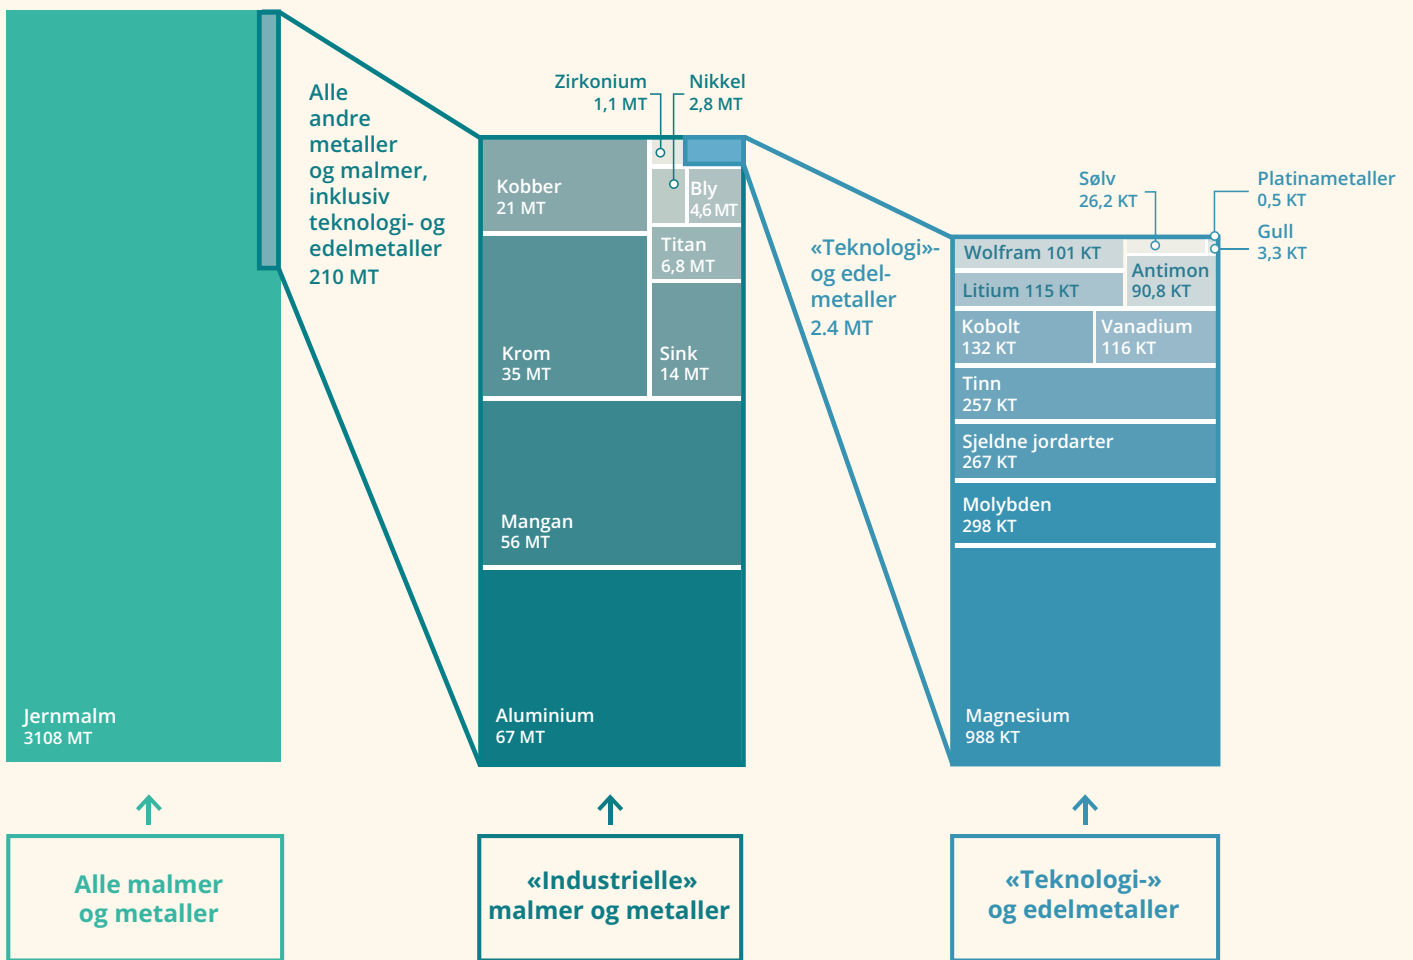 Jernmalm
3108 MT
Alle
andre
metaller
og malmer,
inklusiv
teknologi- og
edelmetaller
210 MT
Zirkonium
1,1 MT
Nikkel
2,8 MT
Kobber
21 MT
Bly
4,6 MT
Titan
6,8 MT
Krom
35 MT
Sink
14 MT
Mangan
56 MT
Aluminium
67 MT
«Teknologi»-
og edel-
metaller
2.4 MT
Sølv
26,2 KT
Platinametaller
0,5 KT
Gull
3,3 KT
Wolfram 101 KT
Antimon
90,8 KT
Litium 115 KT
Kobolt
132 KT
Vanadium
116 KT
Tinn
257 KT
Sjeldne jordarter
267 KT
Molybden
298 KT
Magnesium
988 KT
Alle malmer
og metaller
«Industrielle»
malmer og metaller
«Teknologi-»
og edelmetaller